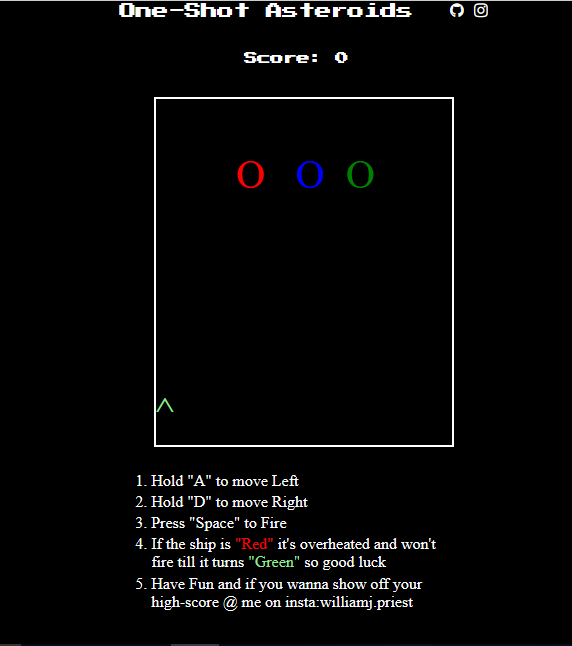 One-Shot Asteroids
Score: 0
O O O
^
1. Hold "A" to move Left
2. Hold "D" to move Right
3. Press "Space" to Fire
4. If the ship is "Red" it's overheated and won't
fire till it turns "Green" so good luck
5. Have Fun and if you wanna show off your
high-score @ me on insta:williamj.priest